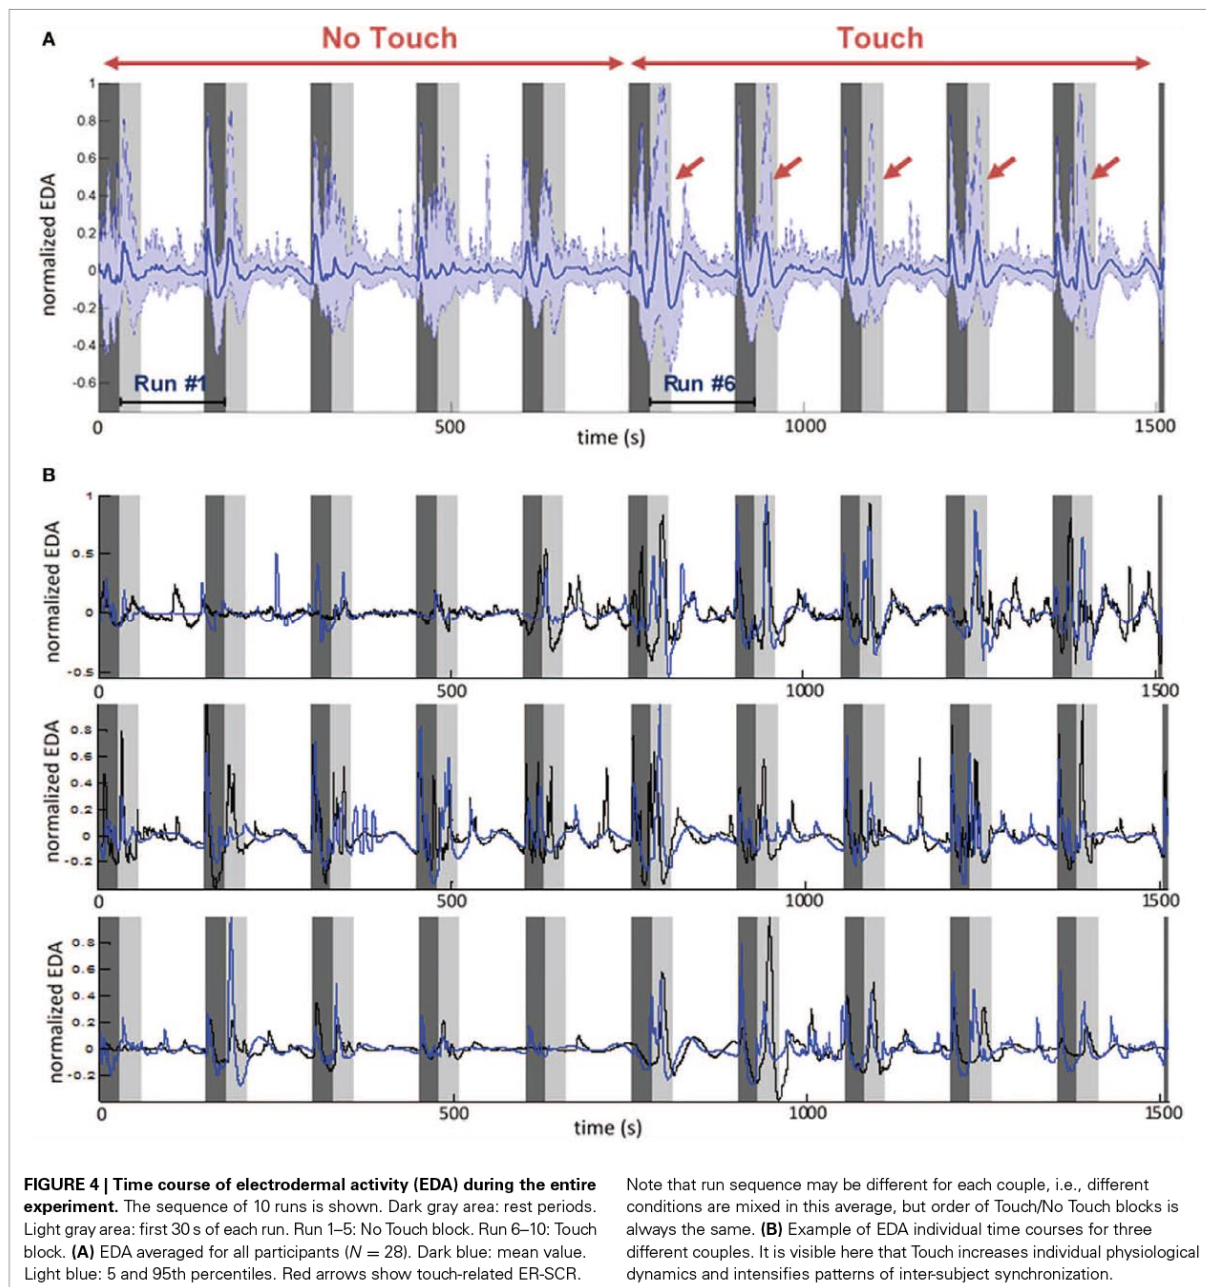 A
No Touch
Touch
1
0.8
0.6
0.4
0.2
0
-0.2
-0.4
-0.6
normalized EDA
Run #1
Run #6
0
500
1000
1500
time (s)
B
1
0.5
0
-0.5
normalized EDA
0
500
1000
1500
0.8
0.6
0.4
0.2
0
-0.2
normalized EDA
0
500
1000
1500
0.8
0.6
0.4
0.2
0
-0.2
normalized EDA
0
500
1000
1500
time (s)
FIGURE 4 | Time course of electrodermal activity (EDA) during the entire
experiment. The sequence of 10 runs is shown. Dark gray area: rest periods.
Light gray area: first 30 s of each run. Run 1–5: No Touch block. Run 6–10: Touch
block. (A) EDA averaged for all participants (N = 28). Dark blue: mean value.
Light blue: 5 and 95th percentiles. Red arrows show touch-related ER-SCR.
Note that run sequence may be different for each couple, i.e., different
conditions are mixed in this average, but order of Touch/No Touch blocks is
always the same. (B) Example of EDA individual time courses for three
different couples. It is visible here that Touch increases individual physiological
dynamics and intensifies patterns of inter-subject synchronization.